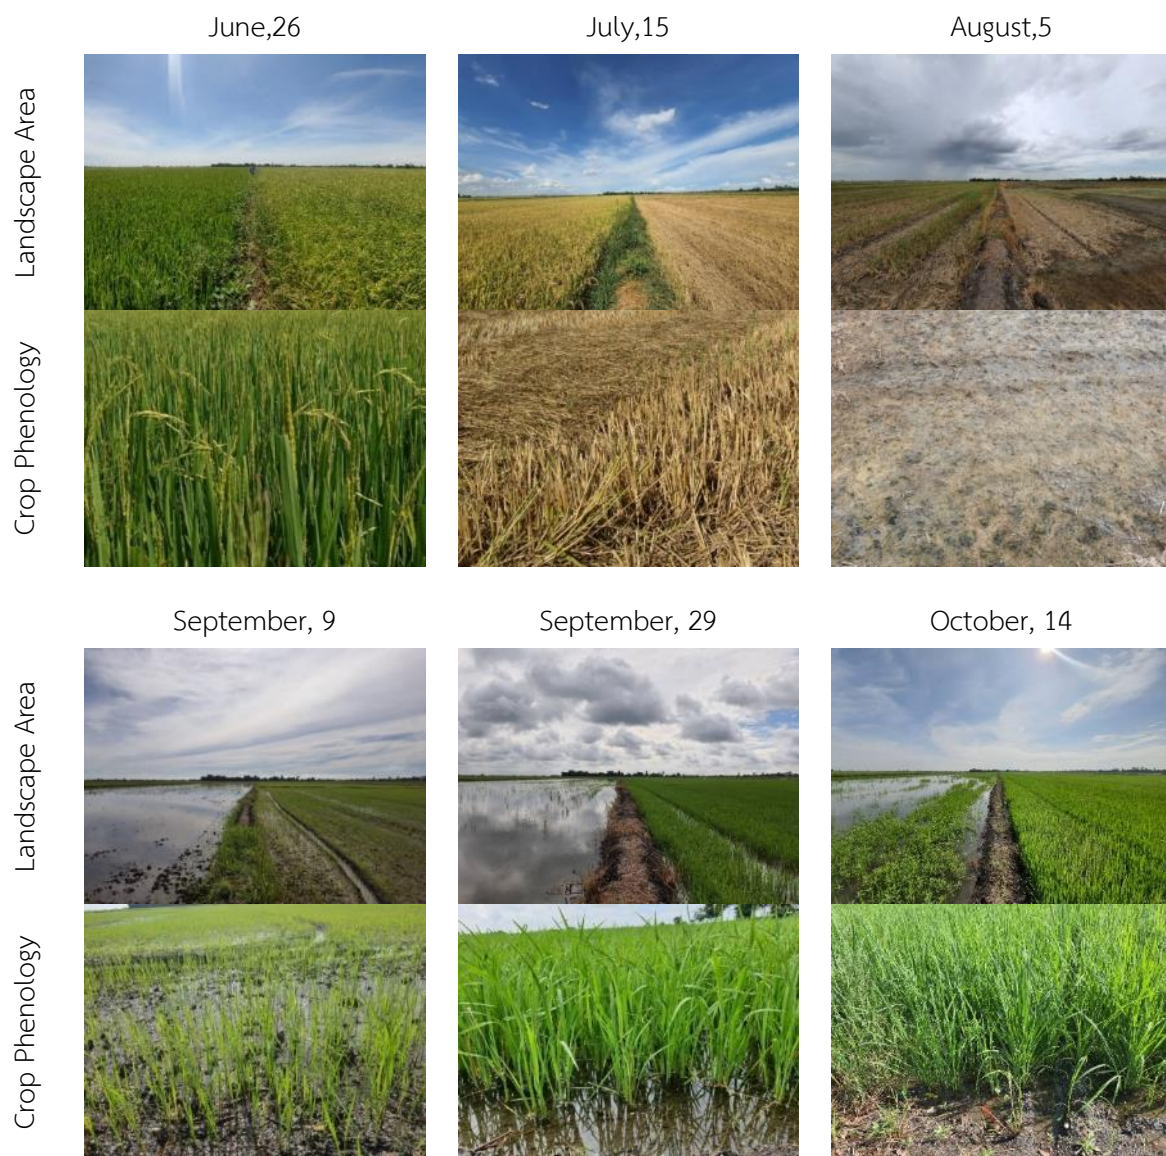 June,26
July,15
August,5
Landscape Area
Crop Phenology
September, 9
September, 29
October, 14
Landscape Area
Crop Phenology